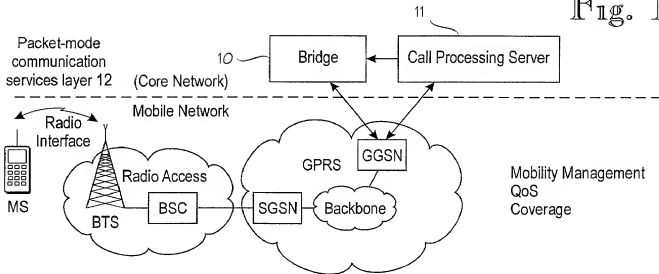 Fig. 1
11
Packet-mode
communication
services layer 12
(Core Network)
10
Bridge
Call Processing Server
Mobile Network
Radio
Interface
GPRS
GGSN
Radio Access
Mobility Management
QoS
Coverage
MS
BTS
BSC
SGSN
Backbone